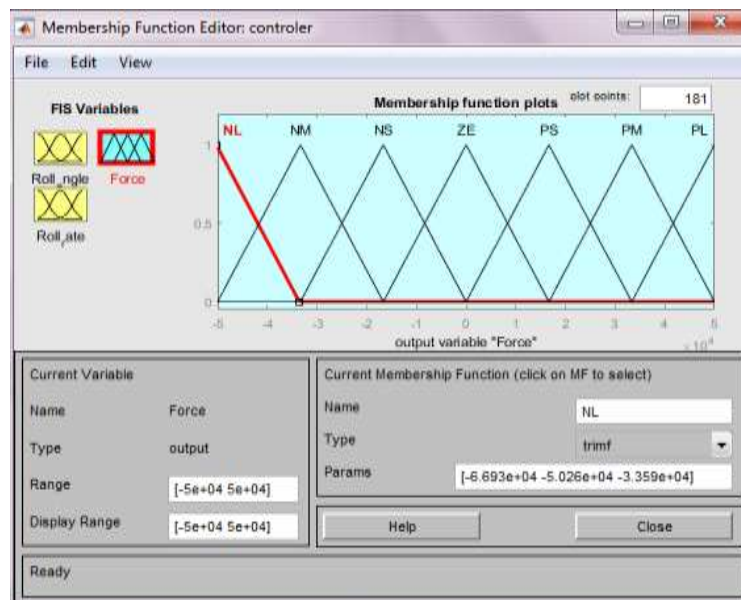 Membership Function Editor: controler
File Edit View
FIS Variables
Roll_ngle
Force
Roll_rate
Membership function plots
plot points:
181
NL NM NS ZE PS PM PL
1
0.5
0
-5 -4 -3 -2 -1 0 1 2 3 4 5
output variable "Force"
× 10⁴
Current Variable
Name Force
Type output
Range [-5e+04 5e+04]
Display Range [-5e+04 5e+04]
Current Membership Function (click on MF to select)
Name NL
Type trimf
Params [-6.693e+04 -5.026e+04 -3.359e+04]
Help
Close
Ready